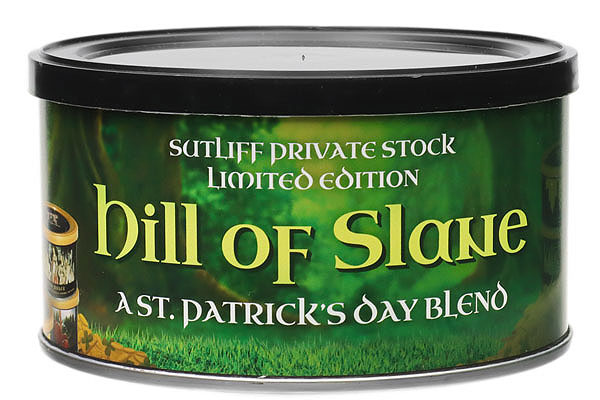 SUTLIFF PRIVATE STOCK
LIMITED EDITION
hill of Slane
A ST. PATRICK'S DAY BLEND